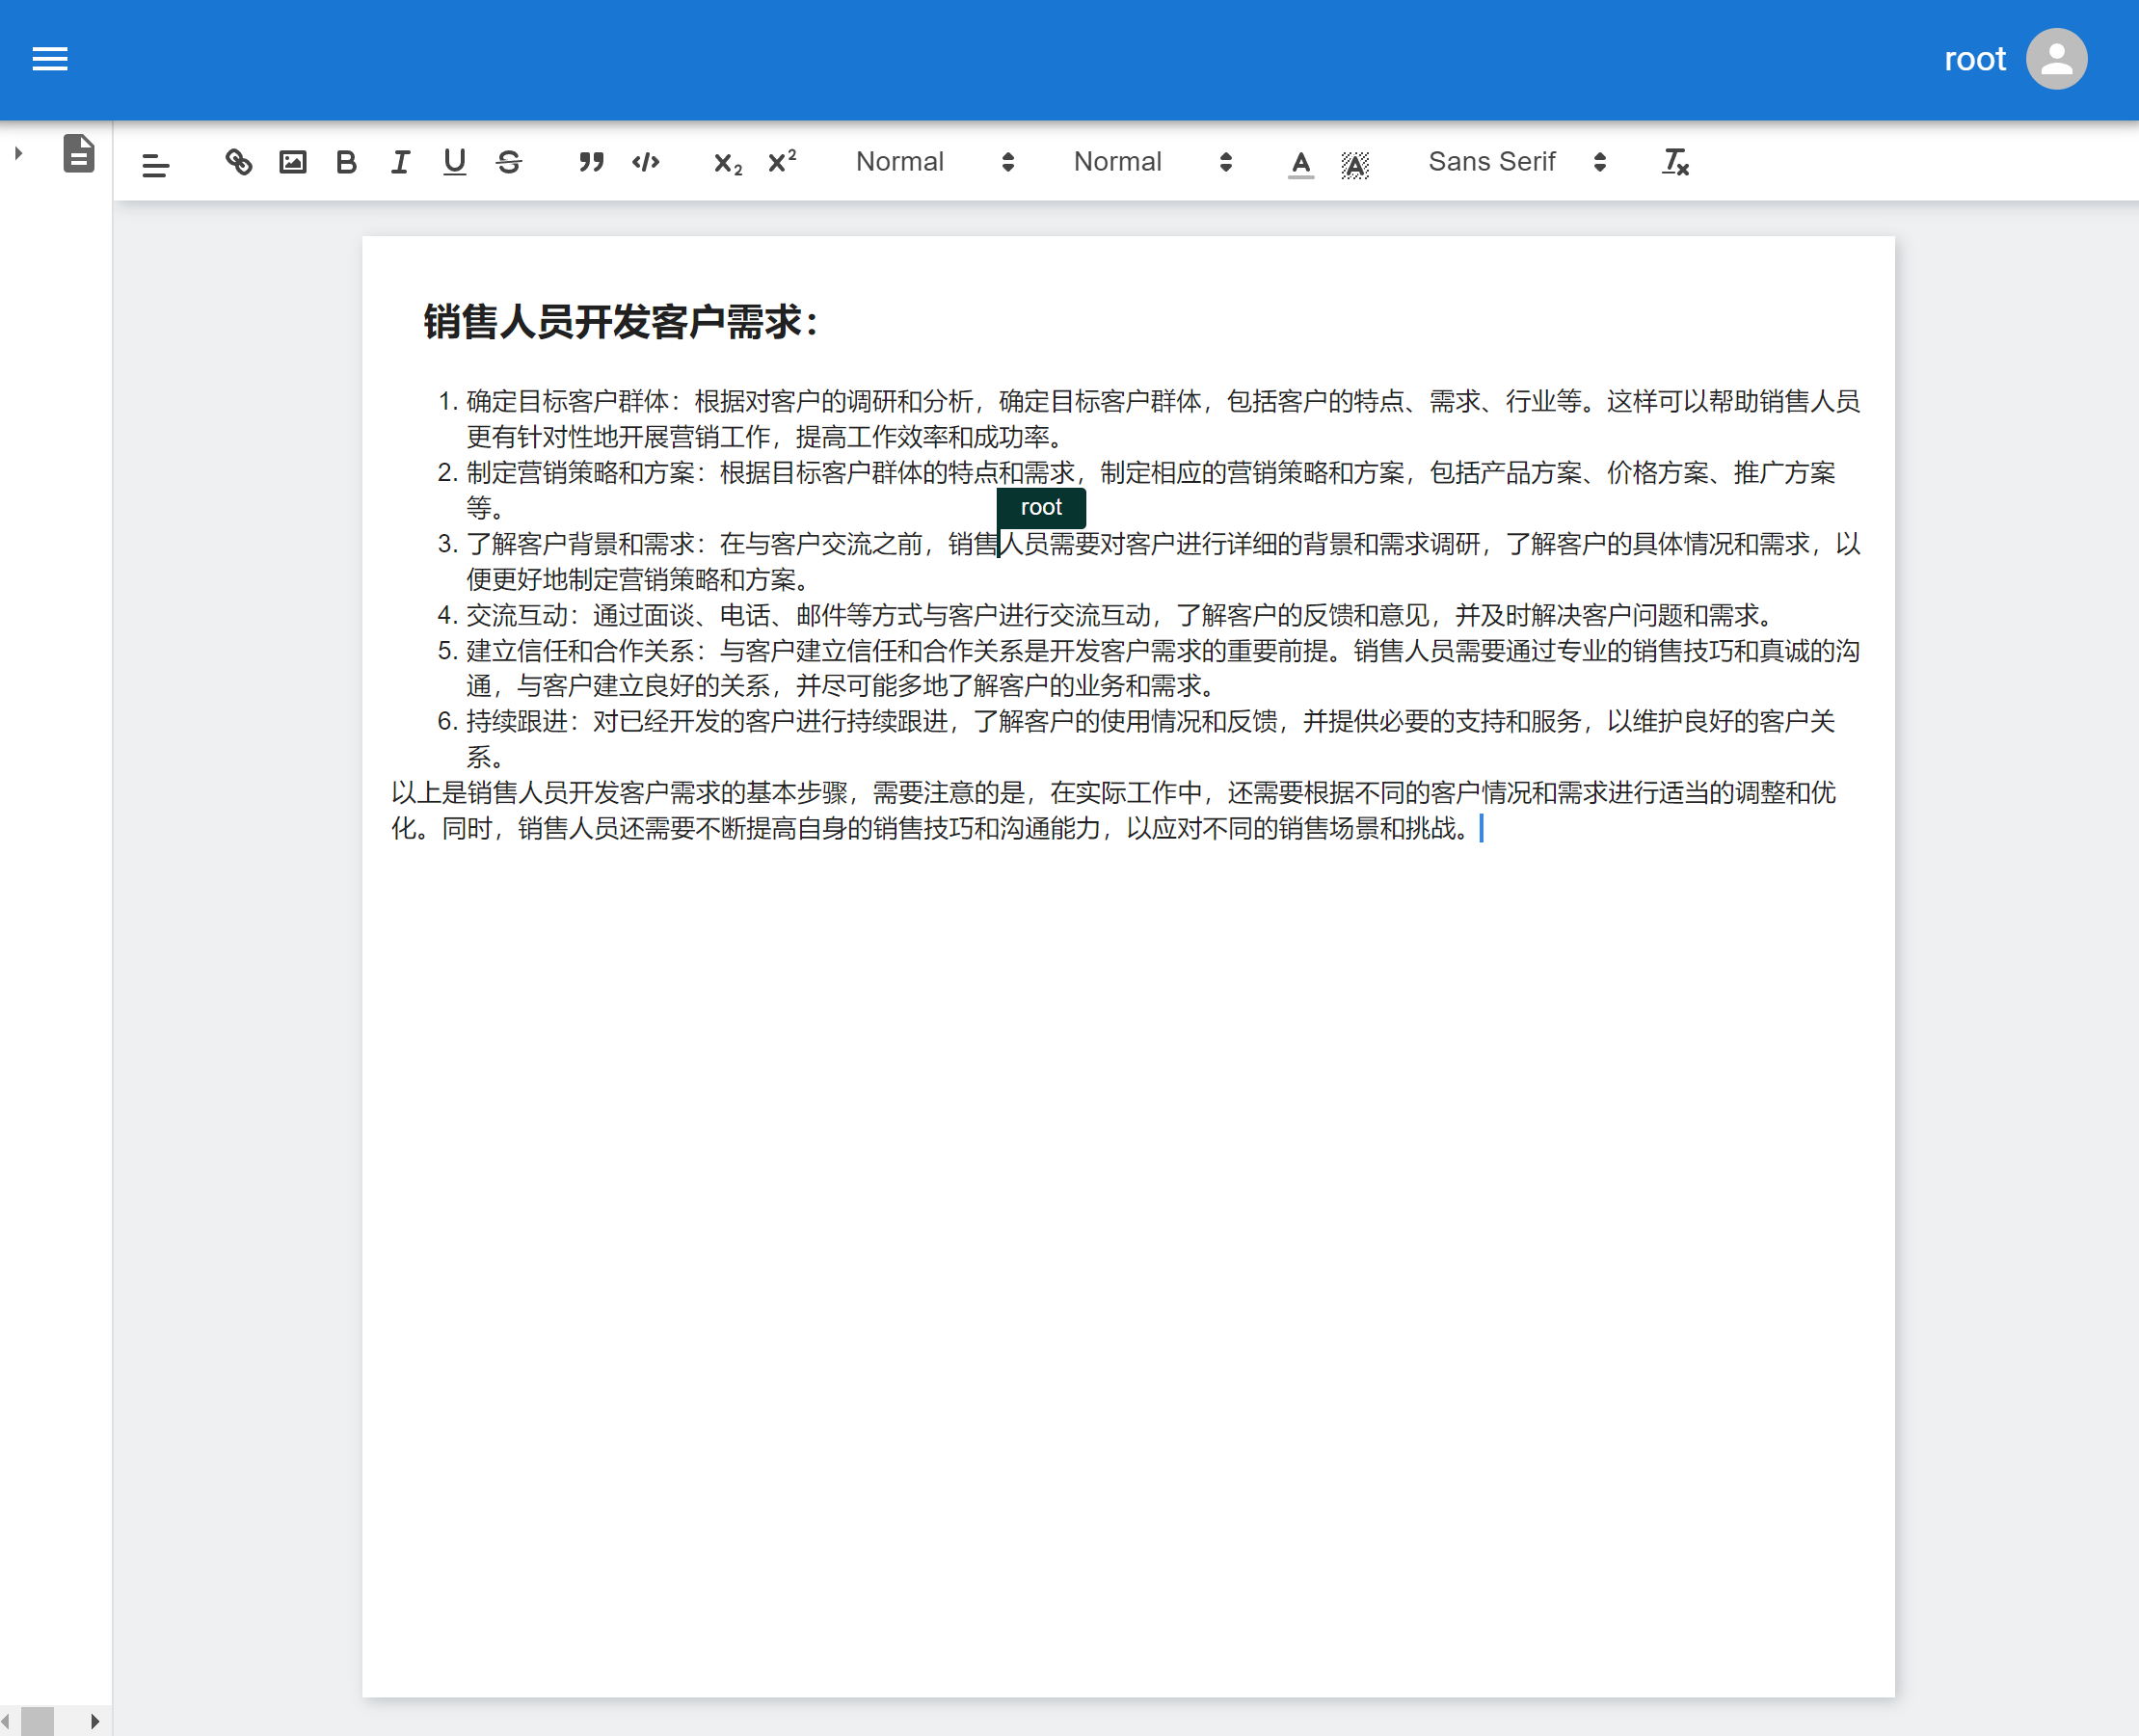 root
Normal Normal Sans Serif
销售人员开发客户需求：
1. 确定目标客户群体：根据对客户的调研和分析，确定目标客户群体，包括客户的特点、需求、行业等。这样可以帮助销售人员
更有针对性地开展营销工作，提高工作效率和成功率。
2. 制定营销策略和方案：根据目标客户群体的特点和需求，制定相应的营销策略和方案，包括产品方案、价格方案、推广方案
等。
root
3. 了解客户背景和需求：在与客户交流之前，销售人员需要对客户进行详细的背景和需求调研，了解客户的具体情况和需求，以
便更好地制定营销策略和方案。
4. 交流互动：通过面谈、电话、邮件等方式与客户进行交流互动，了解客户的反馈和意见，并及时解决客户问题和需求。
5. 建立信任和合作关系：与客户建立信任和合作关系是开发客户需求的重要前提。销售人员需要通过专业的销售技巧和真诚的沟
通，与客户建立良好的关系，并尽可能多地了解客户的业务和需求。
6. 持续跟进：对已经开发的客户进行持续跟进，了解客户的使用情况和反馈，并提供必要的支持和服务，以维护良好的客户关
系。
以上是销售人员开发客户需求的基本步骤，需要注意的是，在实际工作中，还需要根据不同的客户情况和需求进行适当的调整和优
化。同时，销售人员还需要不断提高自身的销售技巧和沟通能力，以应对不同的销售场景和挑战。